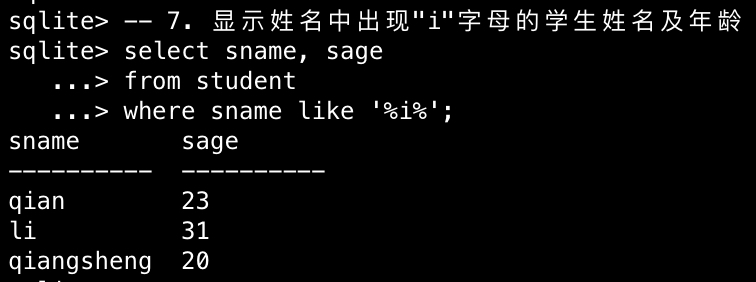 sqlite> -- 7. 显示姓名中出现"i"字母的学生姓名及年龄
sqlite> select sname, sage
   ...> from student
   ...> where sname like '%i%';
sname       sage
----------  ----------
qian        23
li          31
qiangsheng  20